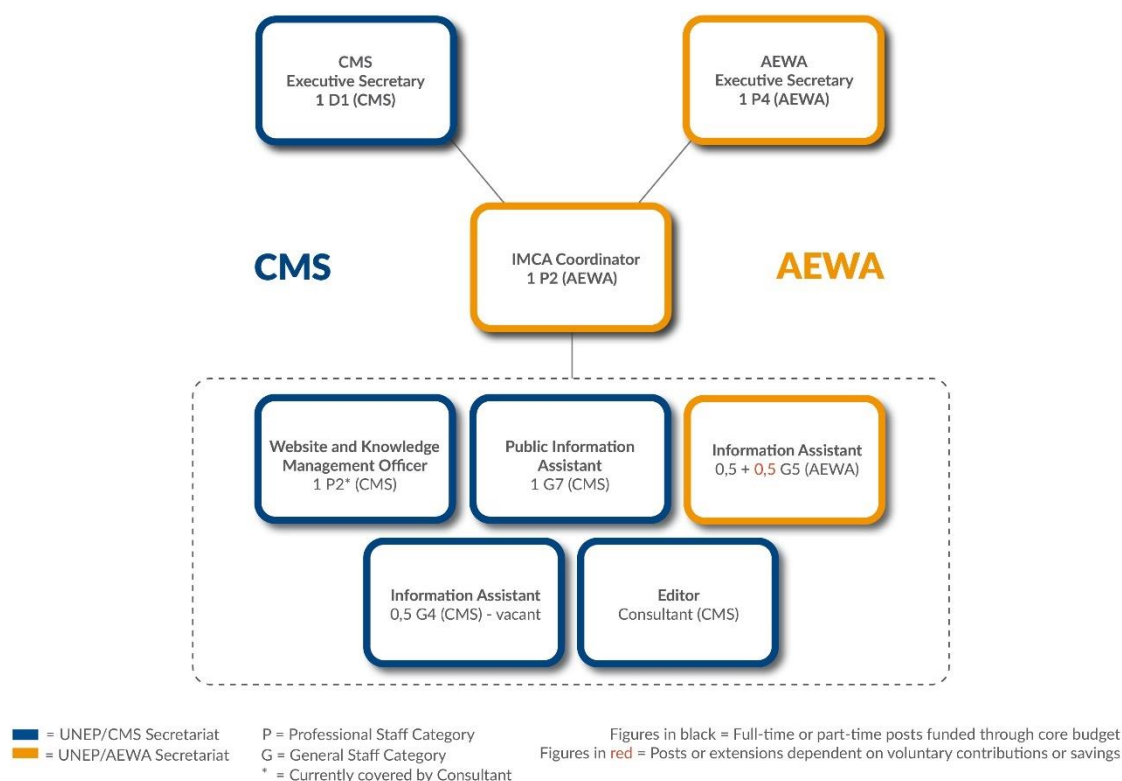 CMS
Executive Secretary
1 D1 (CMS)
AEWA
Executive Secretary
1 P4 (AEWA)
CMS
IMCA Coordinator
1 P2 (AEWA)
AEWA
Website and Knowledge
Management Officer
1 P2* (CMS)
Public Information
Assistant
1 G7 (CMS)
Information Assistant
0,5 + 0,5 G5 (AEWA)
Information Assistant
0,5 G4 (CMS) - vacant
Editor
Consultant (CMS)
= UNEP/CMS Secretariat
= UNEP/AEWA Secretariat
P = Professional Staff Category
G = General Staff Category
* = Currently covered by Consultant
Figures in black = Full-time or part-time posts funded through core budget
Figures in red = Posts or extensions dependent on voluntary contributions or savings